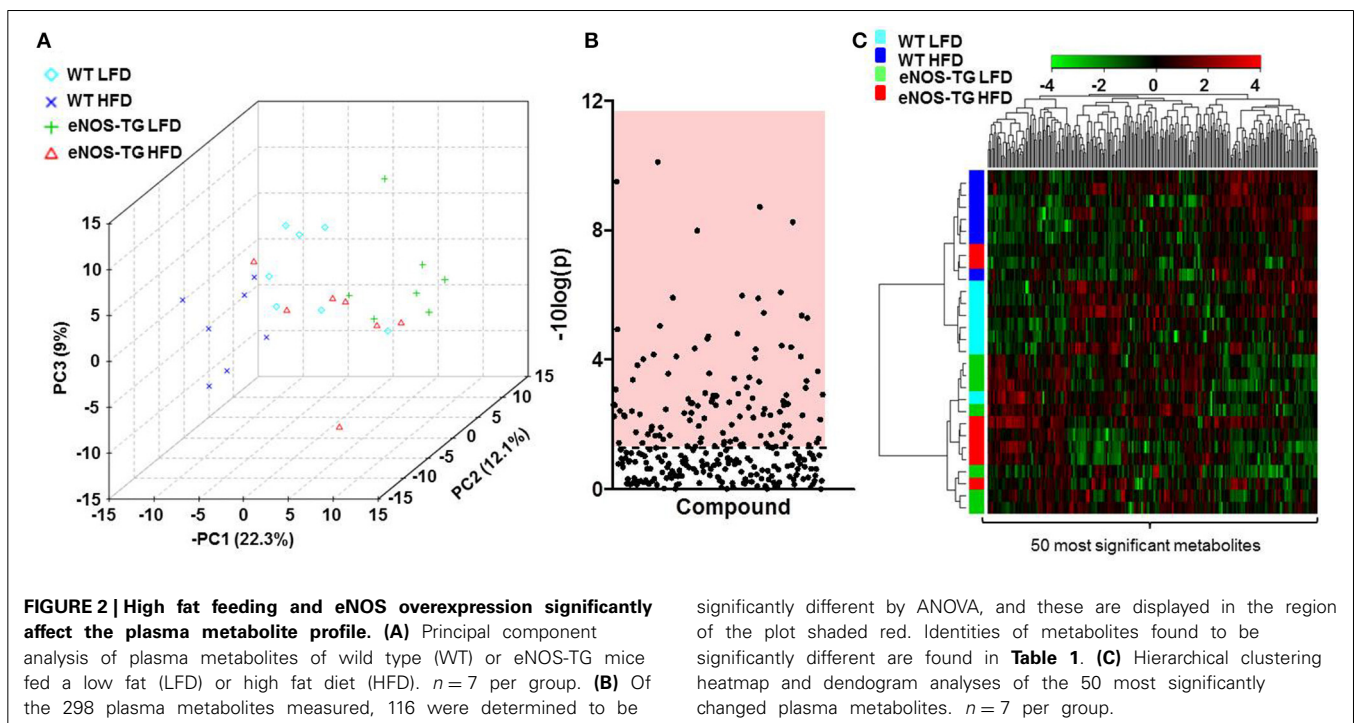 A
WT LFD
WT HFD
eNOS-TG LFD
eNOS-TG HFD
15
10
5
0
-5
-10
-15
PC3 (9%)
-15
-10
-5
0
5
10
15
-PC1 (22.3%)
-15
-10
-5
0
5
10
15
PC2 (12.1%)
B
12
8
4
0
-10log(p)
Compound
C
WT LFD
WT HFD
eNOS-TG LFD
eNOS-TG HFD
-4
-2
0
2
4
50 most significant metabolites
FIGURE 2 | High fat feeding and eNOS overexpression significantly
affect the plasma metabolite profile. (A) Principal component
analysis of plasma metabolites of wild type (WT) or eNOS-TG mice
fed a low fat (LFD) or high fat diet (HFD). n = 7 per group. (B) Of
the 298 plasma metabolites measured, 116 were determined to be
significantly different by ANOVA, and these are displayed in the region
of the plot shaded red. Identities of metabolites found to be
significantly different are found in Table 1. (C) Hierarchical clustering
heatmap and dendogram analyses of the 50 most significantly
changed plasma metabolites. n = 7 per group.